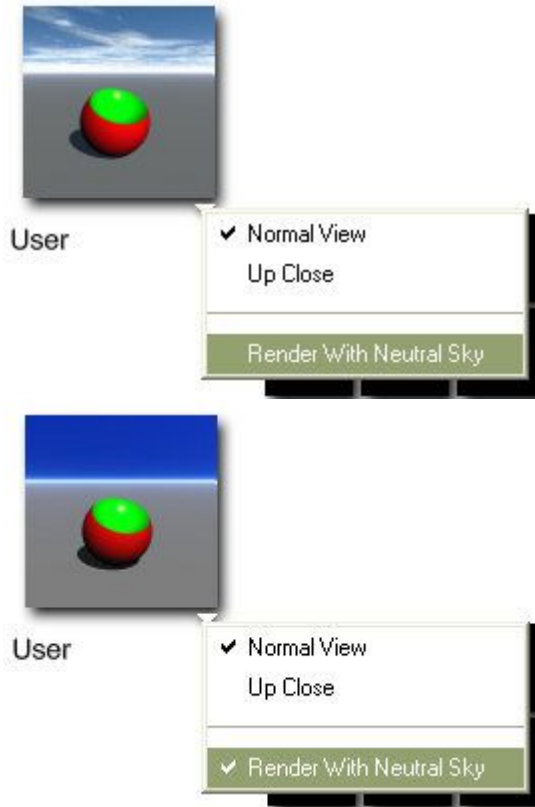 User
Normal View
Up Close
Render With Neutral Sky
User
Normal View
Up Close
Render With Neutral Sky